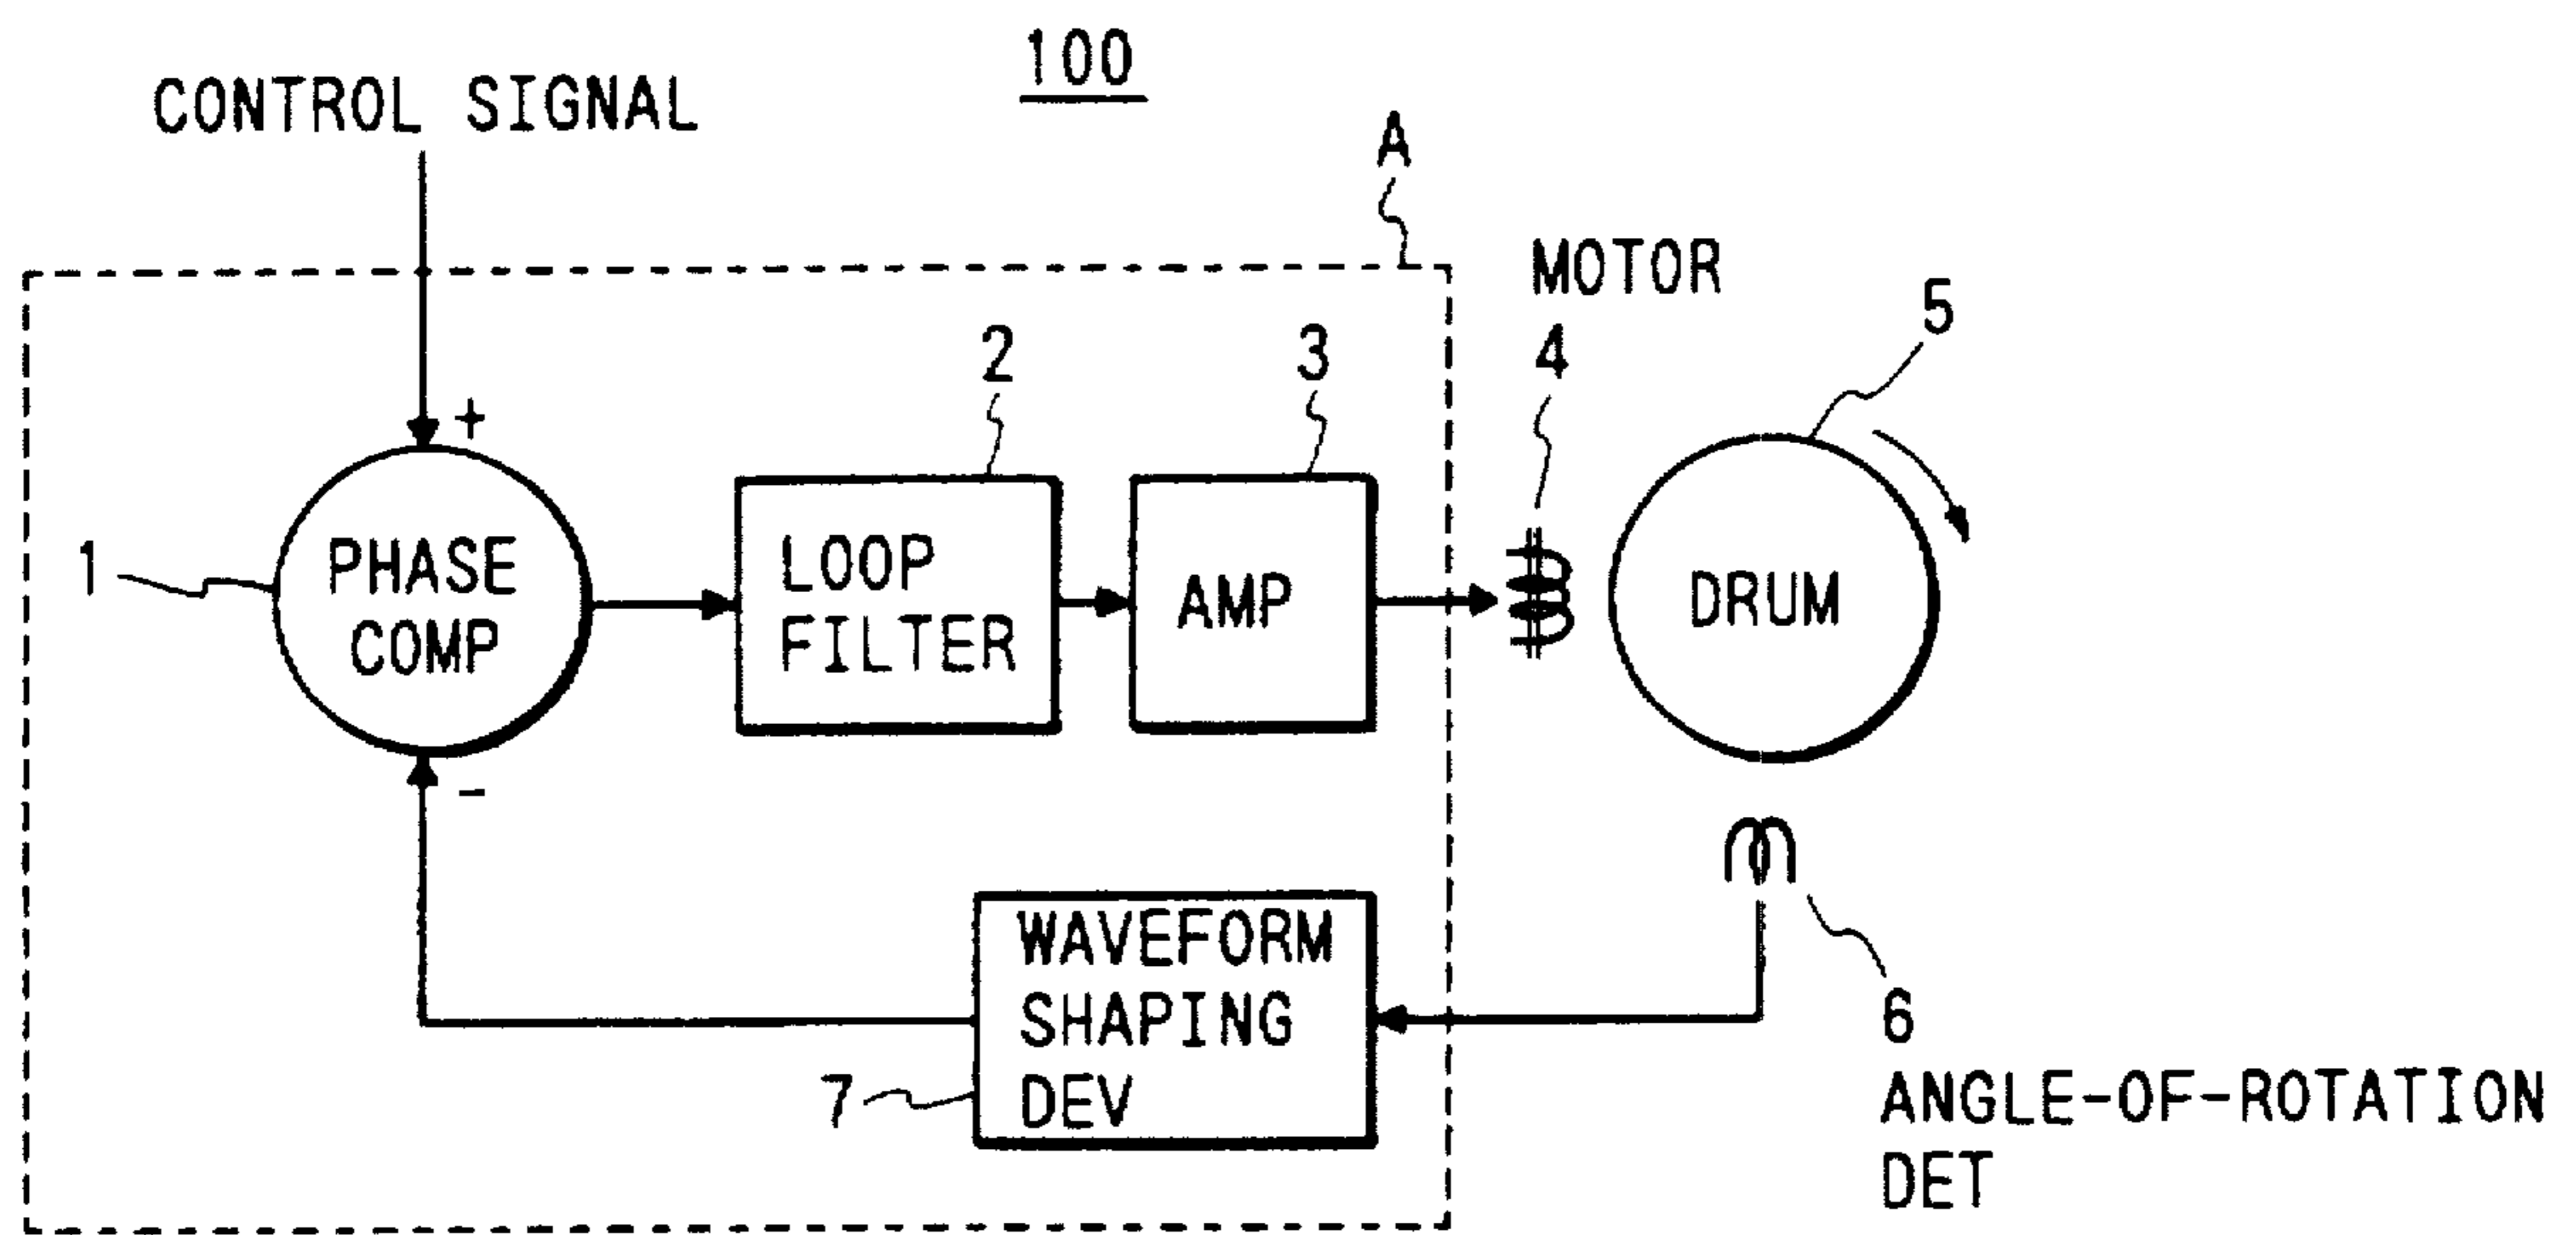 100
CONTROL SIGNAL
A
MOTOR
5
2
3
4
+
1
PHASE
COMP
LOOP
FILTER
AMP
DRUM
-
WAVEFORM
SHAPING
DEV
7
6
ANGLE-OF-ROTATION
DET